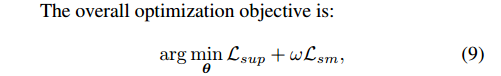 The overall optimization objective is:
arg min_θ ℒ_sup + ωℒ_sm, (9)